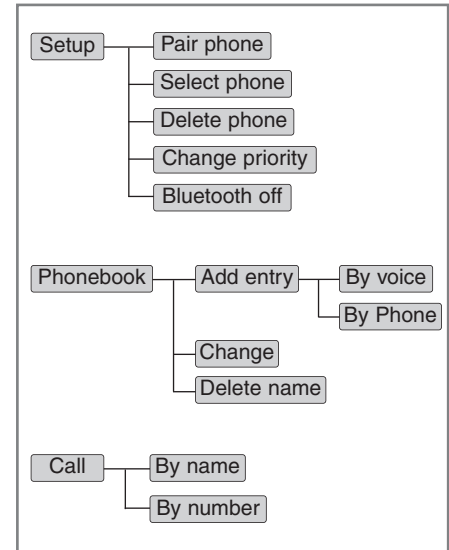 Setup
Pair phone
Select phone
Delete phone
Change priority
Bluetooth off
Phonebook
Add entry
By voice
By Phone
Change
Delete name
Call
By name
By number